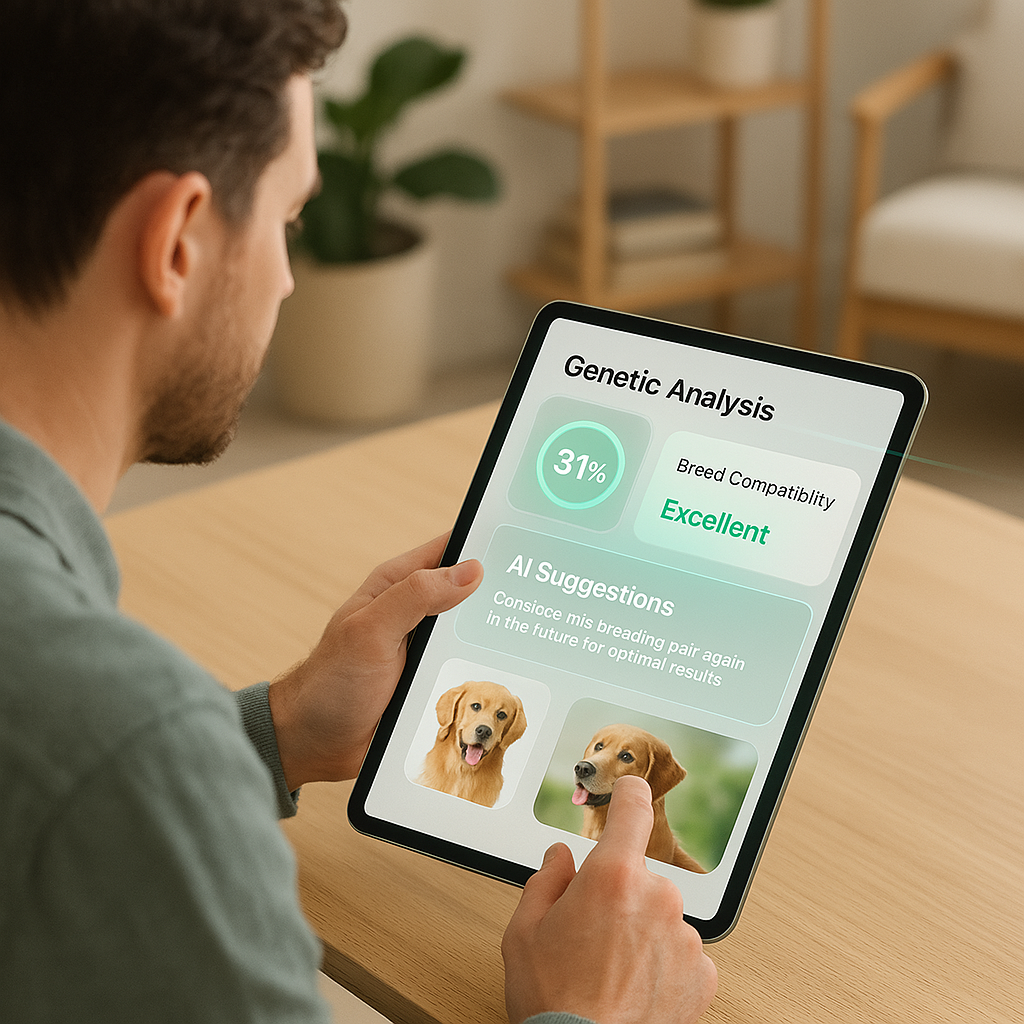 Genetic Analysis
31%
Breed Compatiblity
Excellent
AI Suggestions
Consioce mis breading pair again
in the future for optimal results